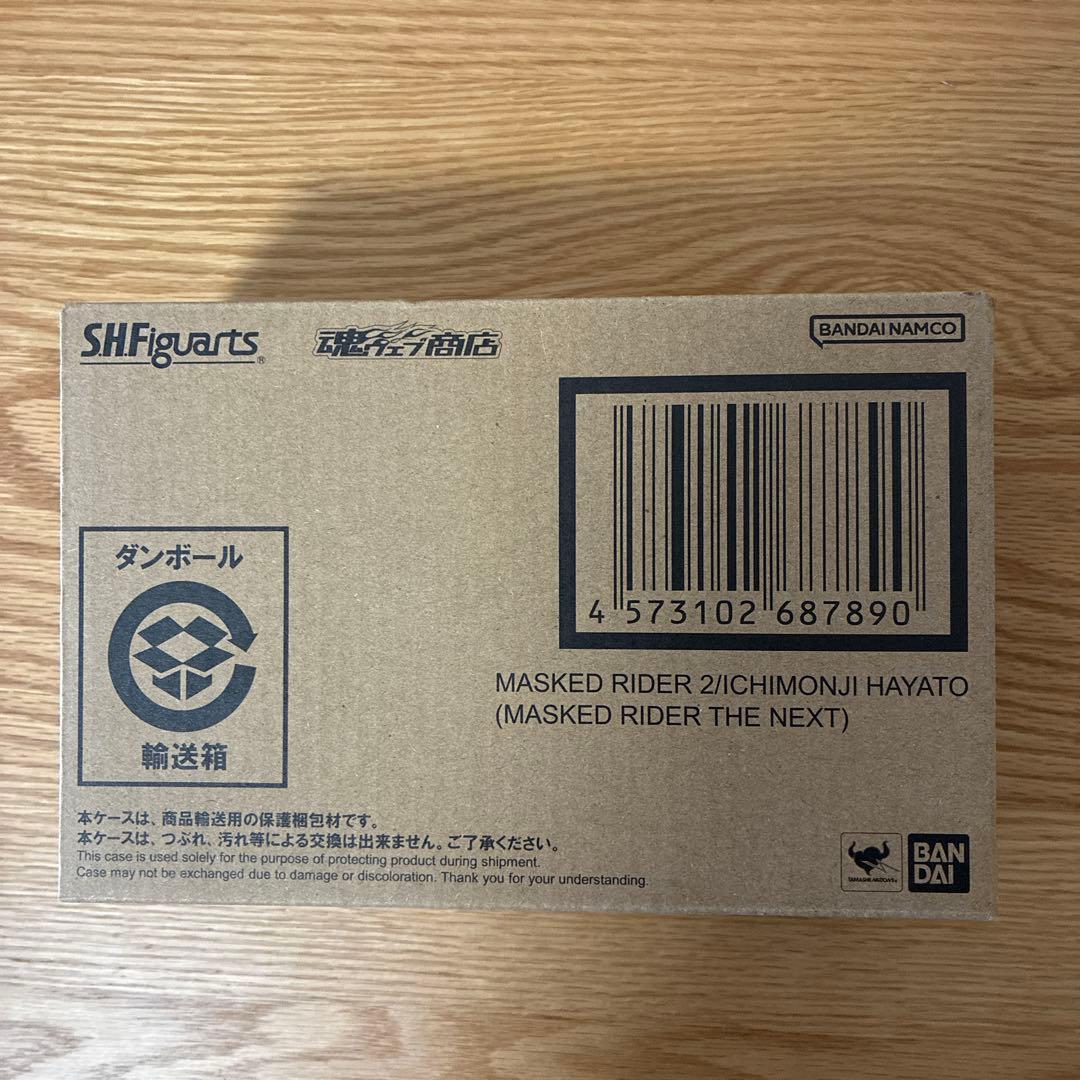 S.H.Figuarts®
魂ウェブ商店
BANDAI NAMCO
4 573102 687890
MASKED RIDER 2/ICHIMONJI HAYATO
(MASKED RIDER THE NEXT)
ダンボール
輸送箱
本ケースは、商品輸送用の保護梱包材です。
本ケースは、つぶれ、汚れ等による交換は出来ません。ご了承ください。
This case is used solely for the purpose of protecting product during shipment.
Case may not be exchanged due to damage or discoloration. Thank you for your understanding.
TAMASHII NATIONS
BAN
DAI